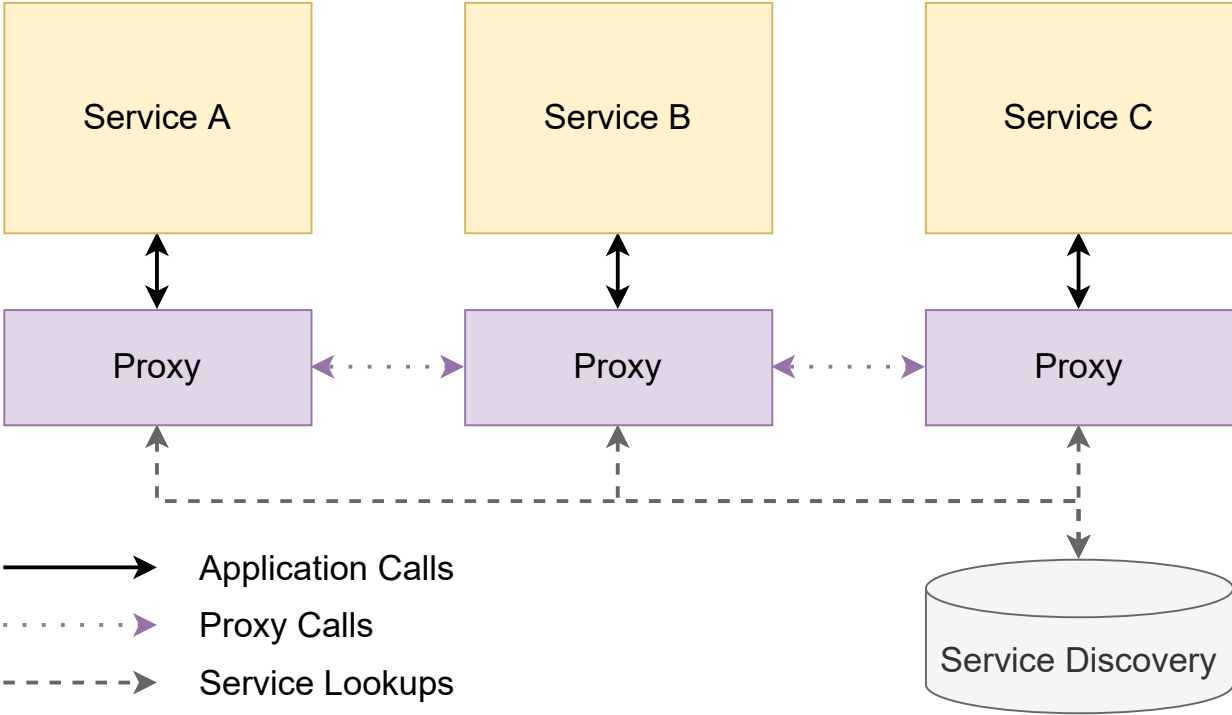 Service A
Service B
Service C
Proxy
Proxy
Proxy
Application Calls
Proxy Calls
Service Lookups
Service Discovery